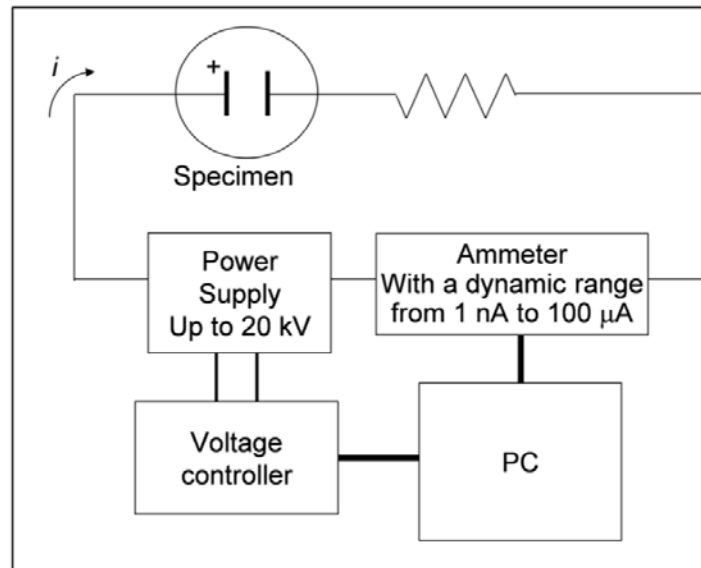 i
+
Specimen
Power
Supply
Up to 20 kV
Ammeter
With a dynamic range
from 1 nA to 100 μA
Voltage
controller
PC